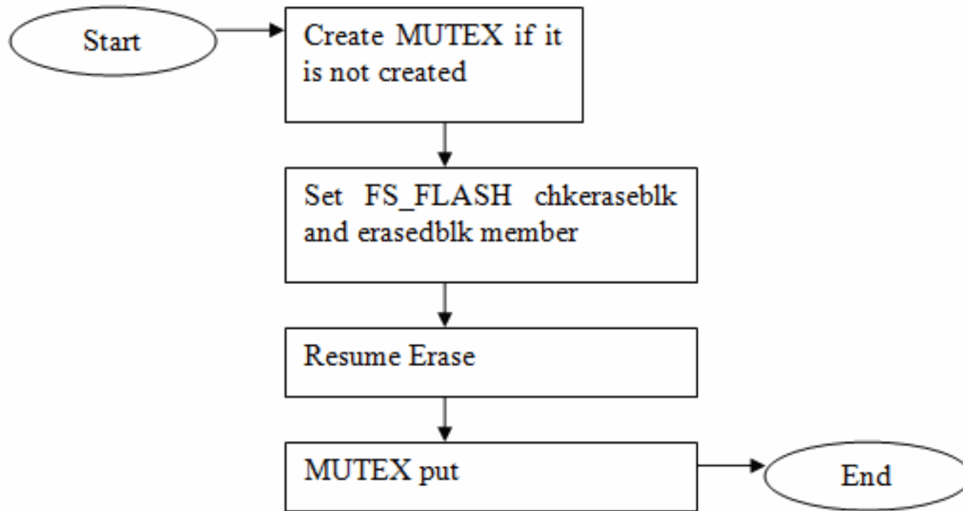 Start
Create MUTEX if it
is not created
Set FS_FLASH chkeraseblk
and erasedblk member
Resume Erase
MUTEX put
End